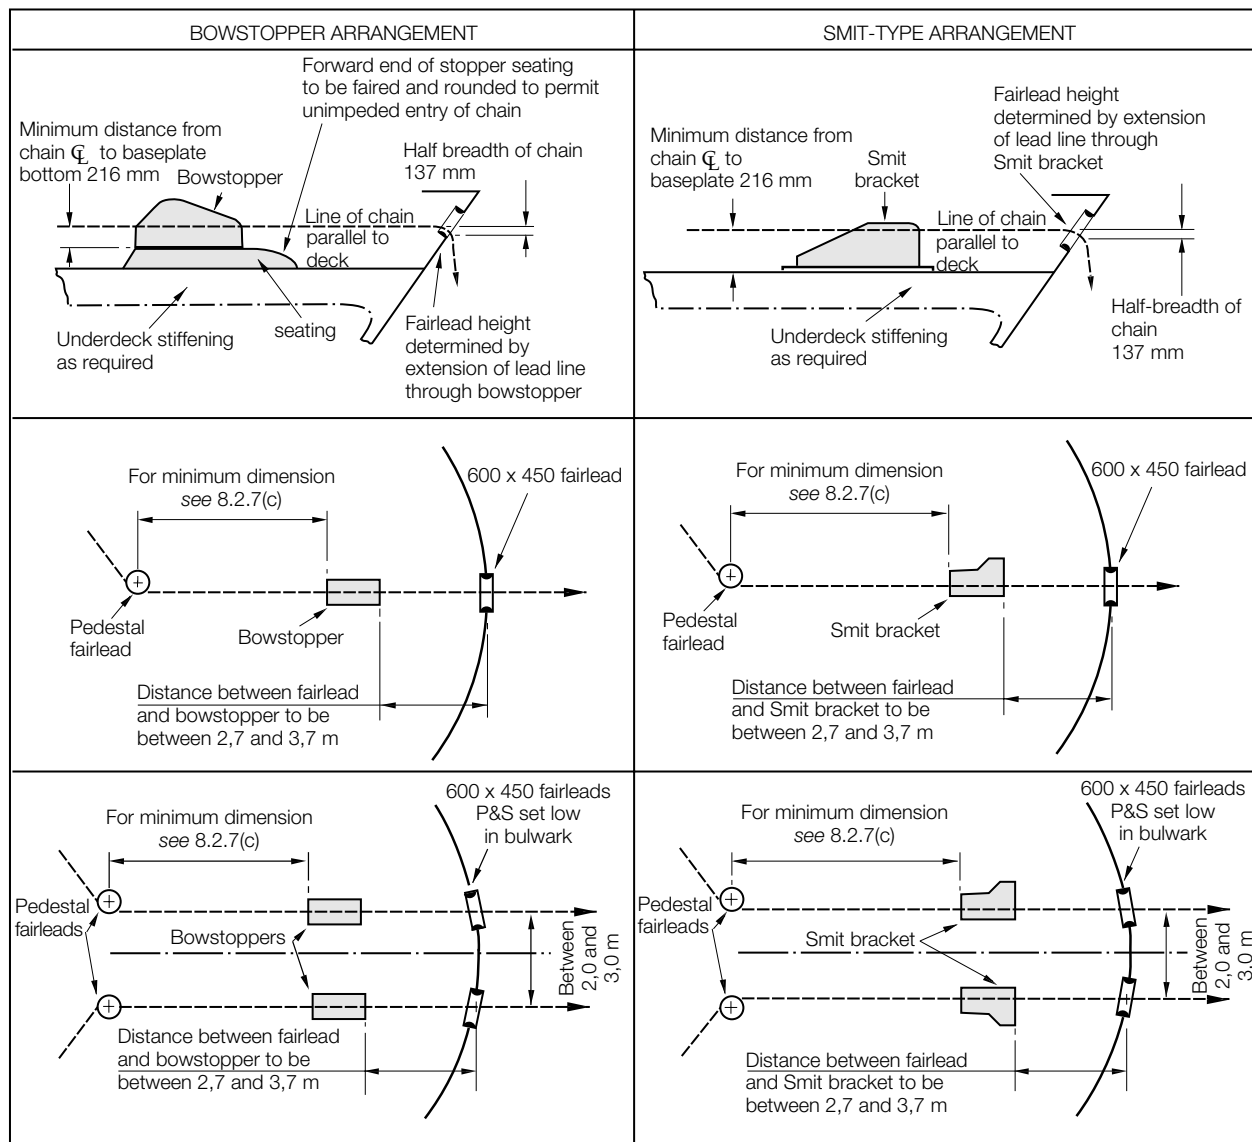 BOWSTOPPER ARRANGEMENT
SMIT-TYPE ARRANGEMENT
Forward end of stopper seating
to be faired and rounded to permit
unimpeded entry of chain
Minimum distance from
chain ℄ to baseplate
bottom 216 mm
Bowstopper
Half breadth of chain
137 mm
Line of chain
parallel to
deck
Underdeck stiffening
as required
seating
Fairlead height
determined by
extension of lead line
through bowstopper
Fairlead height
determined by extension
of lead line through
Smit bracket
Minimum distance from
chain ℄ to
baseplate 216 mm
Smit
bracket
Line of chain
parallel to
deck
Underdeck stiffening
as required
Half-breadth of
chain
137 mm
For minimum dimension
see 8.2.7(c)
600 x 450 fairlead
Pedestal
fairlead
Bowstopper
Distance between fairlead
and bowstopper to be
between 2,7 and 3,7 m
For minimum dimension
see 8.2.7(c)
600 x 450 fairlead
Pedestal
fairlead
Smit bracket
Distance between fairlead
and Smit bracket to be
between 2,7 and 3,7 m
600 x 450 fairleads
P&S set low
in bulwark
For minimum dimension
see 8.2.7(c)
Pedestal
fairleads
Bowstoppers
Between
2,0 and
3,0 m
Distance between fairlead
and bowstopper to be
between 2,7 and 3,7 m
600 x 450 fairleads
P&S set low
in bulwark
For minimum dimension
see 8.2.7(c)
Pedestal
fairleads
Smit bracket
Between
2,0 and
3,0 m
Distance between fairlead
and Smit bracket to be
between 2,7 and 3,7 m